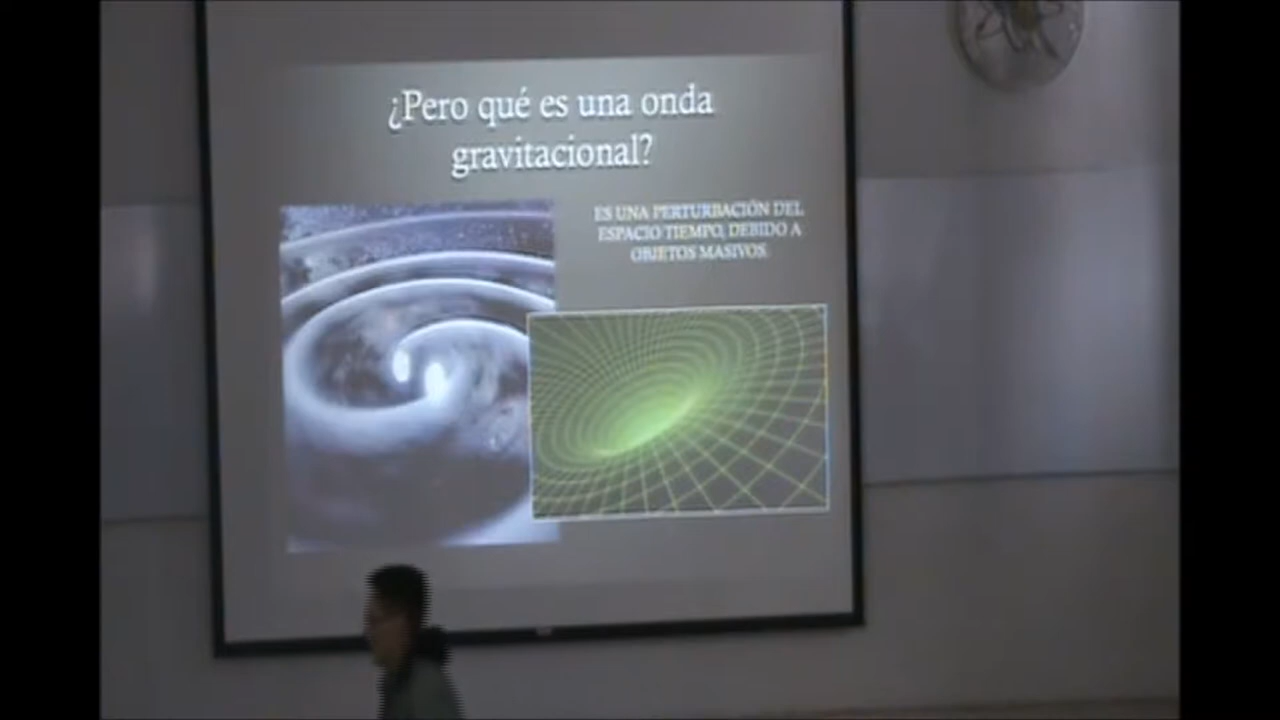 ¿Pero qué es una onda
gravitacional?
ES UNA PERTURBACIÓN DEL
ESPACIO TIEMPO, DEBIDO A
OBJETOS MASIVOS.